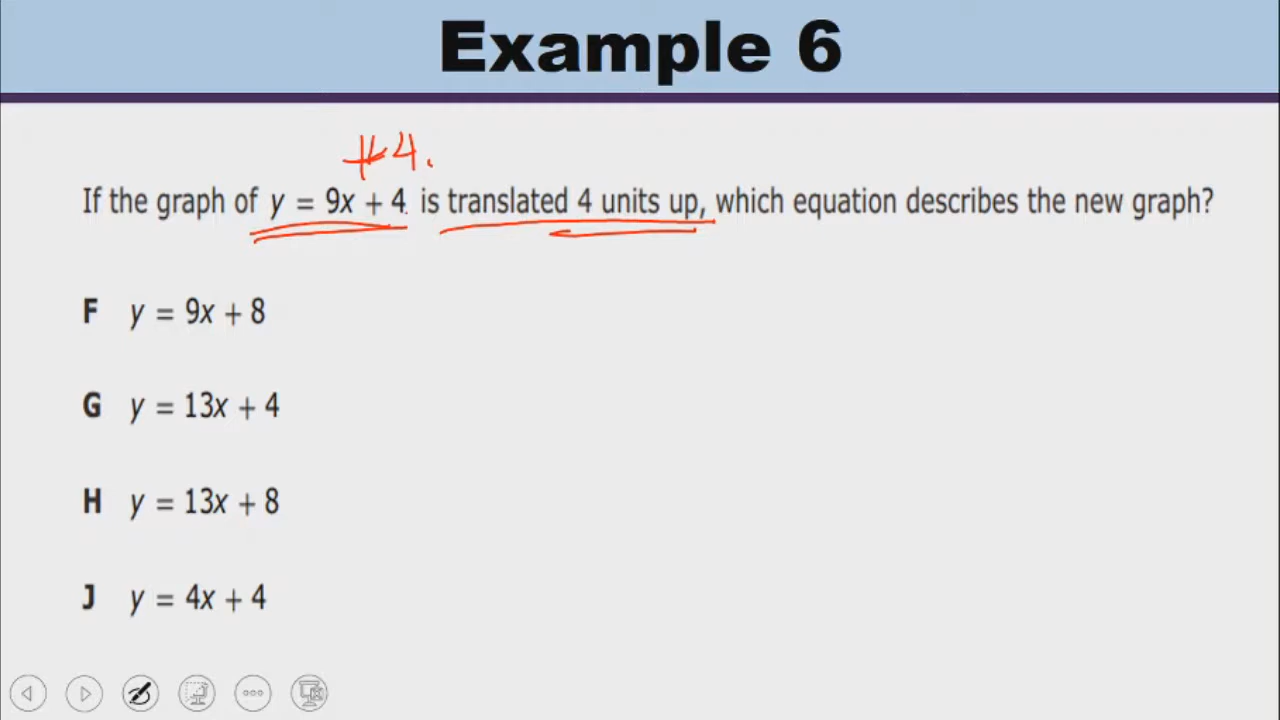 Example 6
+4.
If the graph of y = 9x + 4 is translated 4 units up, which equation describes the new graph?
F y = 9x + 8
G y = 13x + 4
H y = 13x + 8
J y = 4x + 4